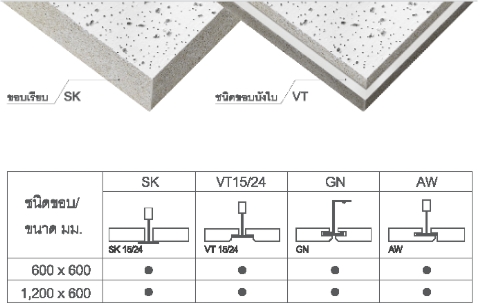 ขอบเรียบ SK
ชนิดขอบบังใบ VT
ชนิดขอบ/
ขนาด มม.
SK VT15/24 GN AW
SK 15/24 VT 15/24 GN AW
600 x 600
1,200 x 600